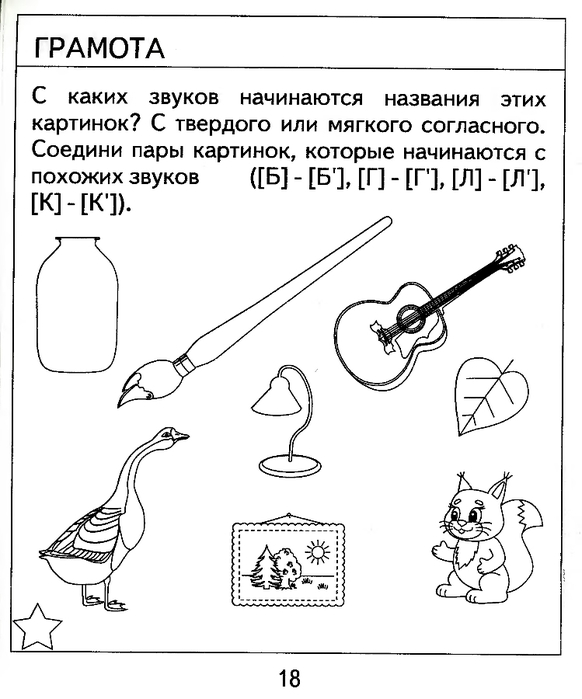 ГРАМОТА
С каких звуков начинаются названия этих
картинок? С твердого или мягкого согласного.
Соедини пары картинок, которые начинаются с
похожих звуков ([Б] - [Б'], [Г] - [Г'], [Л] - [Л'],
[К] - [К']).
18